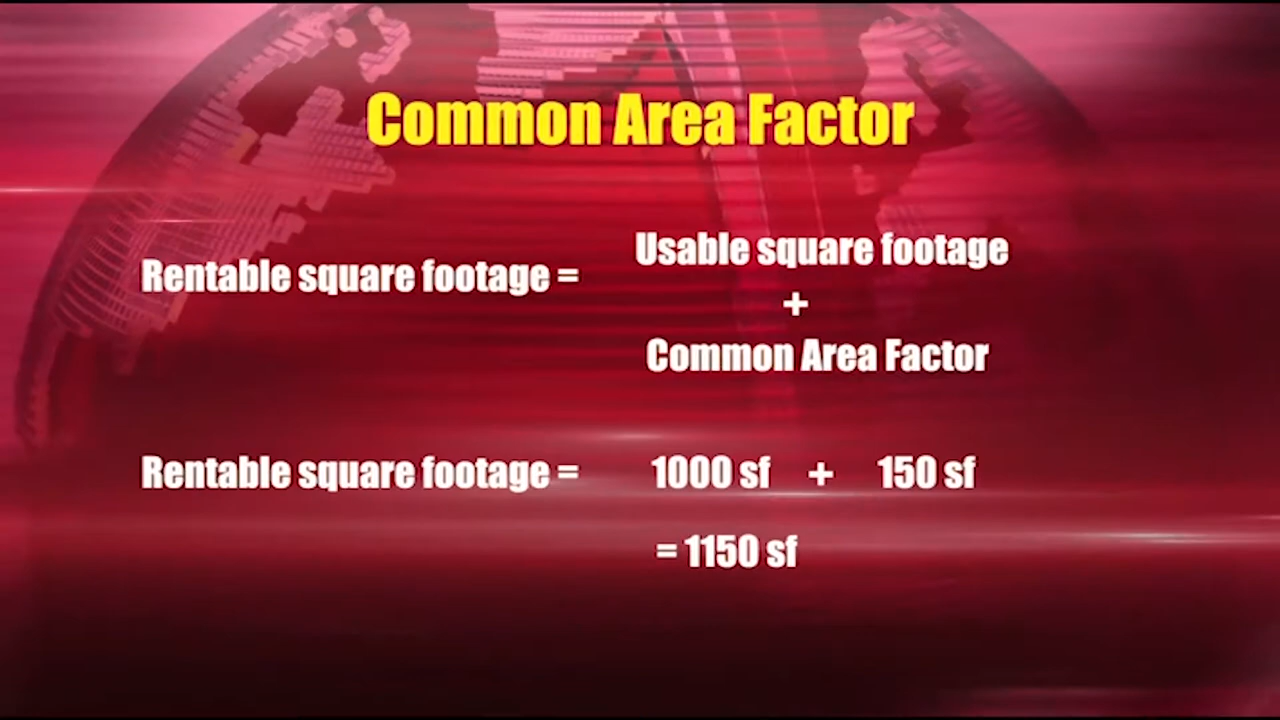 Common Area Factor
Rentable square footage =
Usable square footage
+
Common Area Factor
Rentable square footage = 1000 sf + 150 sf
= 1150 sf